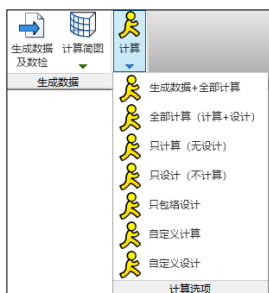 生成数据
及数检
计算简图
计算
生成数据
生成数据+全部计算
全部计算（计算+设计）
只计算（无设计）
只设计（不计算）
只包络设计
自定义计算
自定义设计
计算选项